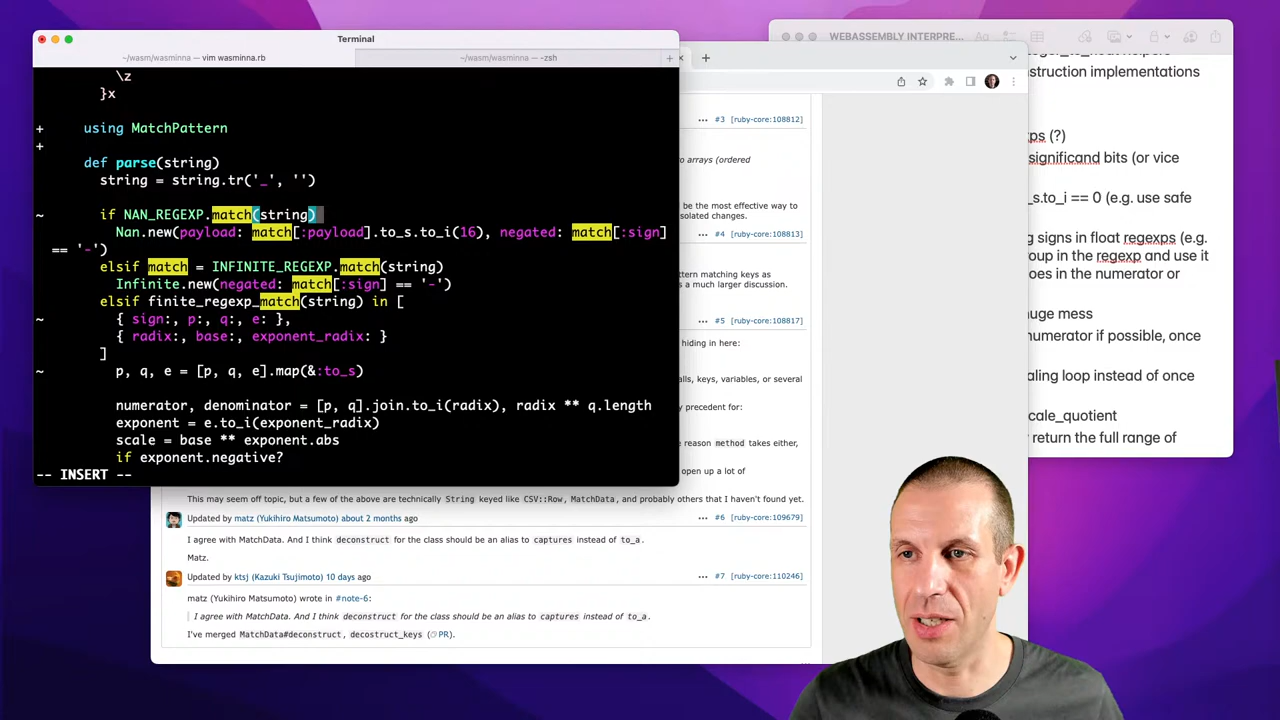 Terminal
~/wasm/wasminna — vim wasminna.rb
~/wasm/wasminna — -zsh
\z
}x
+ using MatchPattern
+
def parse(string)
string = string.tr('_', '')
~ if NAN_REGEXP.match(string)
Nan.new(payload: match[:payload].to_s.to_i(16), negated: match[:sign]
== '-')
elsif match = INFINITE_REGEXP.match(string)
Infinite.new(negated: match[:sign] == '-')
elsif finite_regexp_match(string) in [
~ { sign:, p:, q:, e: },
{ radix:, base:, exponent_radix: }
]
~ p, q, e = [p, q, e].map(&:to_s)
numerator, denominator = [p, q].join.to_i(radix), radix ** q.length
exponent = e.to_i(exponent_radix)
scale = base ** exponent.abs
if exponent.negative?
-- INSERT --
#3 [ruby-core:108812]
o arrays (ordered
be the most effective way to
solated changes.
#4 [ruby-core:108813]
ttern matching keys as
s a much larger discussion.
#5 [ruby-core:108817]
hiding in here:
alls, keys, variables, or several
y precedent for:
e reason method takes either,
open up a lot of
This may seem off topic, but a few of the above are technically String keyed like CSV::Row, MatchData, and probably others that I haven't found yet.
Updated by matz (Yukihiro Matsumoto) about 2 months ago
#6 [ruby-core:109679]
I agree with MatchData. And I think deconstruct for the class should be an alias to captures instead of to_a.
Matz.
Updated by ktsj (Kazuki Tsujimoto) 10 days ago
#7 [ruby-core:110246]
matz (Yukihiro Matsumoto) wrote in #note-6:
I agree with MatchData. And I think deconstruct for the class should be an alias to captures instead of to_a.
I've merged MatchData#deconstruct, decostruct_keys (PR).
WEBASSEMBLY INTERPRE...
struction implementations
xps (?)
significand bits (or vice
_s.to_i == 0 (e.g. use safe
g signs in float regexps (e.g.
oup in the regexp and use it
oes in the numerator or
huge mess
numerator if possible, once
aling loop instead of once
cale_quotient
r return the full range of